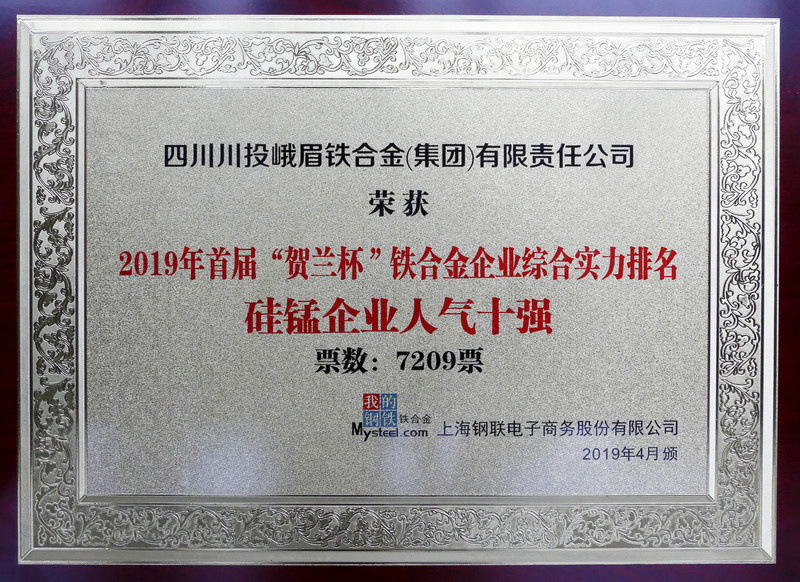 四川川投峨眉铁合金(集团)有限责任公司
荣获
2019年首届“贺兰杯”铁合金企业综合实力排名
硅锰企业人气十强
票数：7209票
我的
钢铁 铁合金
Mysteel.com 上海钢联电子商务股份有限公司
2019年4月 颁